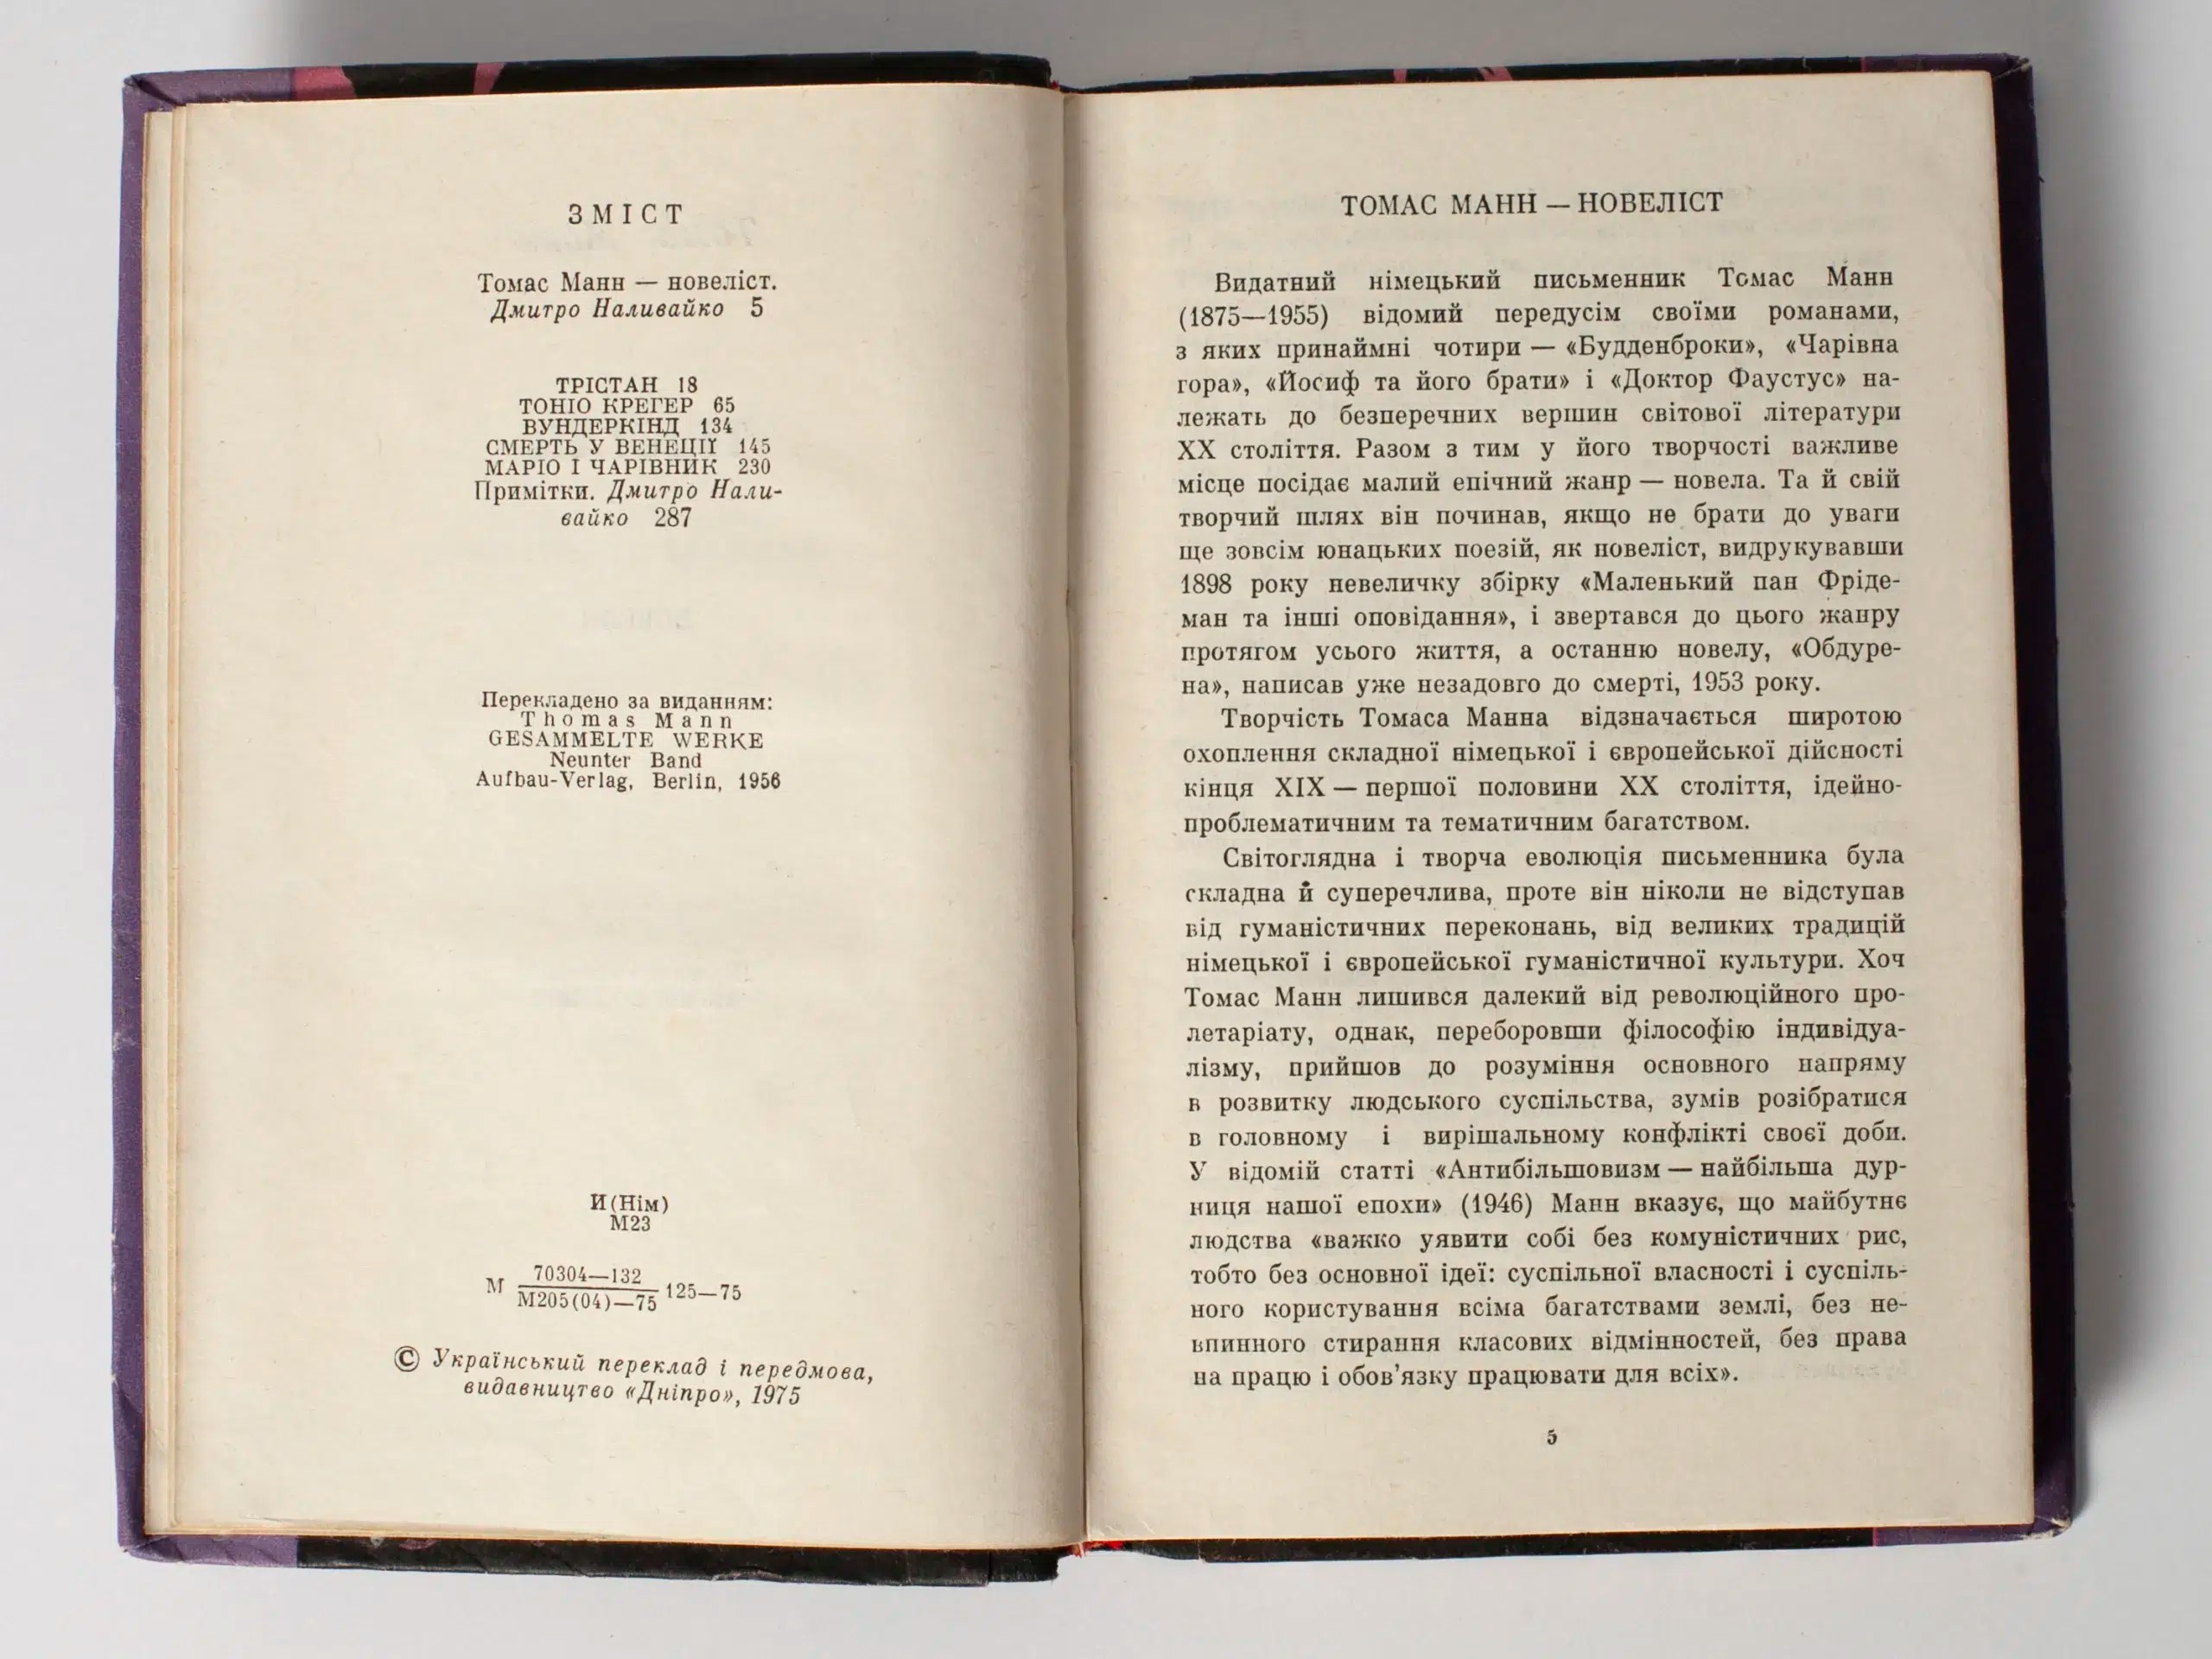 ЗМІСТ
Томас Манн — новеліст.
Дмитро Наливайко 5
ТРІСТАН 18
ТОНІО КРЕГЕР 65
ВУНДЕРКІНД 134
СМЕРТЬ У ВЕНЕЦІЇ 145
МАРІО І ЧАРІВНИК 230
Примітки. Дмитро Нали-
вайко 287
Перекладено за виданням:
Thomas Mann
GESAMMELTE WERKE
Neunter Band
Aufbau-Verlag, Berlin, 1956
И(Нім)
М23
М 70304—132
М205(04)—75 125—75
© Український переклад і передмова,
видавництво «Дніпро», 1975
ТОМАС МАНН — НОВЕЛІСТ
Видатний німецький письменник Томас Манн
(1875—1955) відомий передусім своїми романами,
з яких принаймні чотири — «Будденброки», «Чарівна
гора», «Йосиф та його брати» і «Доктор Фаустус» на-
лежать до безперечних вершин світової літератури
XX століття. Разом з тим у його творчості важливе
місце посідає малий епічний жанр — новела. Та й свій
творчий шлях він починав, якщо не брати до уваги
ще зовсім юнацьких поезій, як новеліст, видрукувавши
1898 року невеличку збірку «Маленький пан Фріде-
ман та інші оповідання», і звертався до цього жанру
протягом усього життя, а останню новелу, «Обдуре-
на», написав уже незадовго до смерті, 1953 року.
Творчість Томаса Манна відзначається широтою
охоплення складної німецької і європейської дійсності
кінця XIX — першої половини XX століття, ідейно-
проблематичним та тематичним багатством.
Світоглядна і творча еволюція письменника була
складна й суперечлива, проте він ніколи не відступав
від гуманістичних переконань, від великих традицій
німецької і європейської гуманістичної культури. Хоч
Томас Манн лишився далекий від революційного про-
летаріату, однак, переборовши філософію індивідуа-
лізму, прийшов до розуміння основного напряму
в розвитку людського суспільства, зумів розібратися
в головному і вирішальному конфлікті своєї доби.
У відомій статті «Антибільшовизм — найбільша дур-
ниця нашої епохи» (1946) Манн вказує, що майбутнє
людства «важко уявити собі без комуністичних рис,
тобто без основної ідеї: суспільної власності і суспіль-
ного користування всіма багатствами землі, без не-
впинного стирання класових відмінностей, без права
на працю і обов’язку працювати для всіх».
5